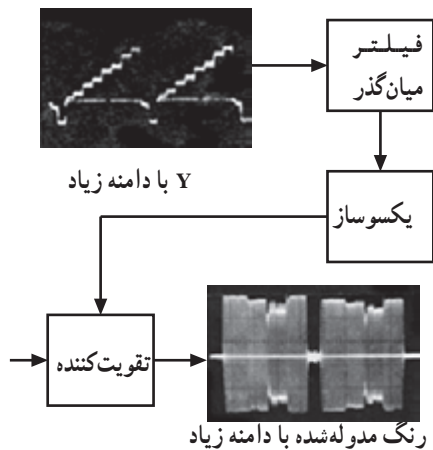 فیلتر
میان‌گذر
Y با دامنه زیاد
یکسوساز
تقویت‌کننده
رنگ مدوله‌شده با دامنه زیاد